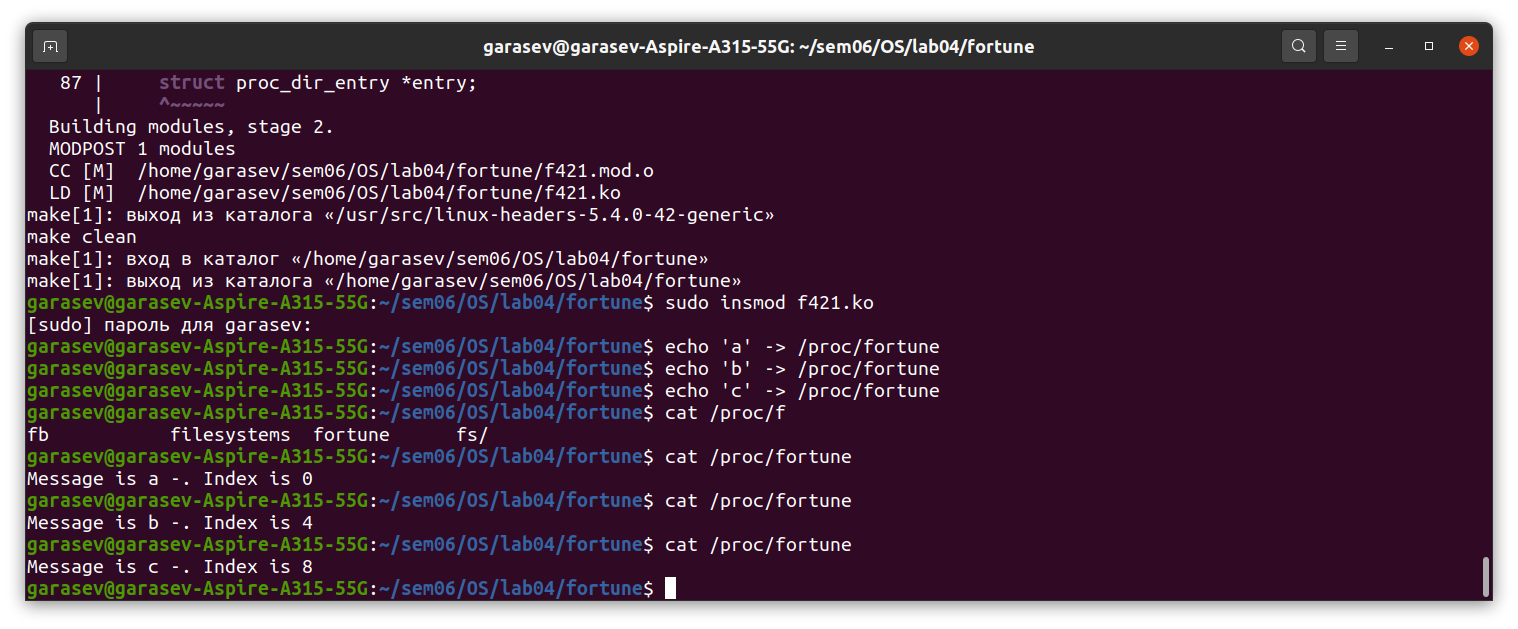 garasev@garasev-Aspire-A315-55G: ~/sem06/OS/lab04/fortune
   87 |     struct proc_dir_entry *entry;
      |     ^~~~~~
  Building modules, stage 2.
  MODPOST 1 modules
  CC [M]  /home/garasev/sem06/OS/lab04/fortune/f421.mod.o
  LD [M]  /home/garasev/sem06/OS/lab04/fortune/f421.ko
make[1]: выход из каталога «/usr/src/linux-headers-5.4.0-42-generic»
make clean
make[1]: вход в каталог «/home/garasev/sem06/OS/lab04/fortune»
make[1]: выход из каталога «/home/garasev/sem06/OS/lab04/fortune»
garasev@garasev-Aspire-A315-55G:~/sem06/OS/lab04/fortune$ sudo insmod f421.ko
[sudo] пароль для garasev:
garasev@garasev-Aspire-A315-55G:~/sem06/OS/lab04/fortune$ echo 'a' -> /proc/fortune
garasev@garasev-Aspire-A315-55G:~/sem06/OS/lab04/fortune$ echo 'b' -> /proc/fortune
garasev@garasev-Aspire-A315-55G:~/sem06/OS/lab04/fortune$ echo 'c' -> /proc/fortune
garasev@garasev-Aspire-A315-55G:~/sem06/OS/lab04/fortune$ cat /proc/f
fb           filesystems  fortune      fs/
garasev@garasev-Aspire-A315-55G:~/sem06/OS/lab04/fortune$ cat /proc/fortune
Message is a -. Index is 0
garasev@garasev-Aspire-A315-55G:~/sem06/OS/lab04/fortune$ cat /proc/fortune
Message is b -. Index is 4
garasev@garasev-Aspire-A315-55G:~/sem06/OS/lab04/fortune$ cat /proc/fortune
Message is c -. Index is 8
garasev@garasev-Aspire-A315-55G:~/sem06/OS/lab04/fortune$